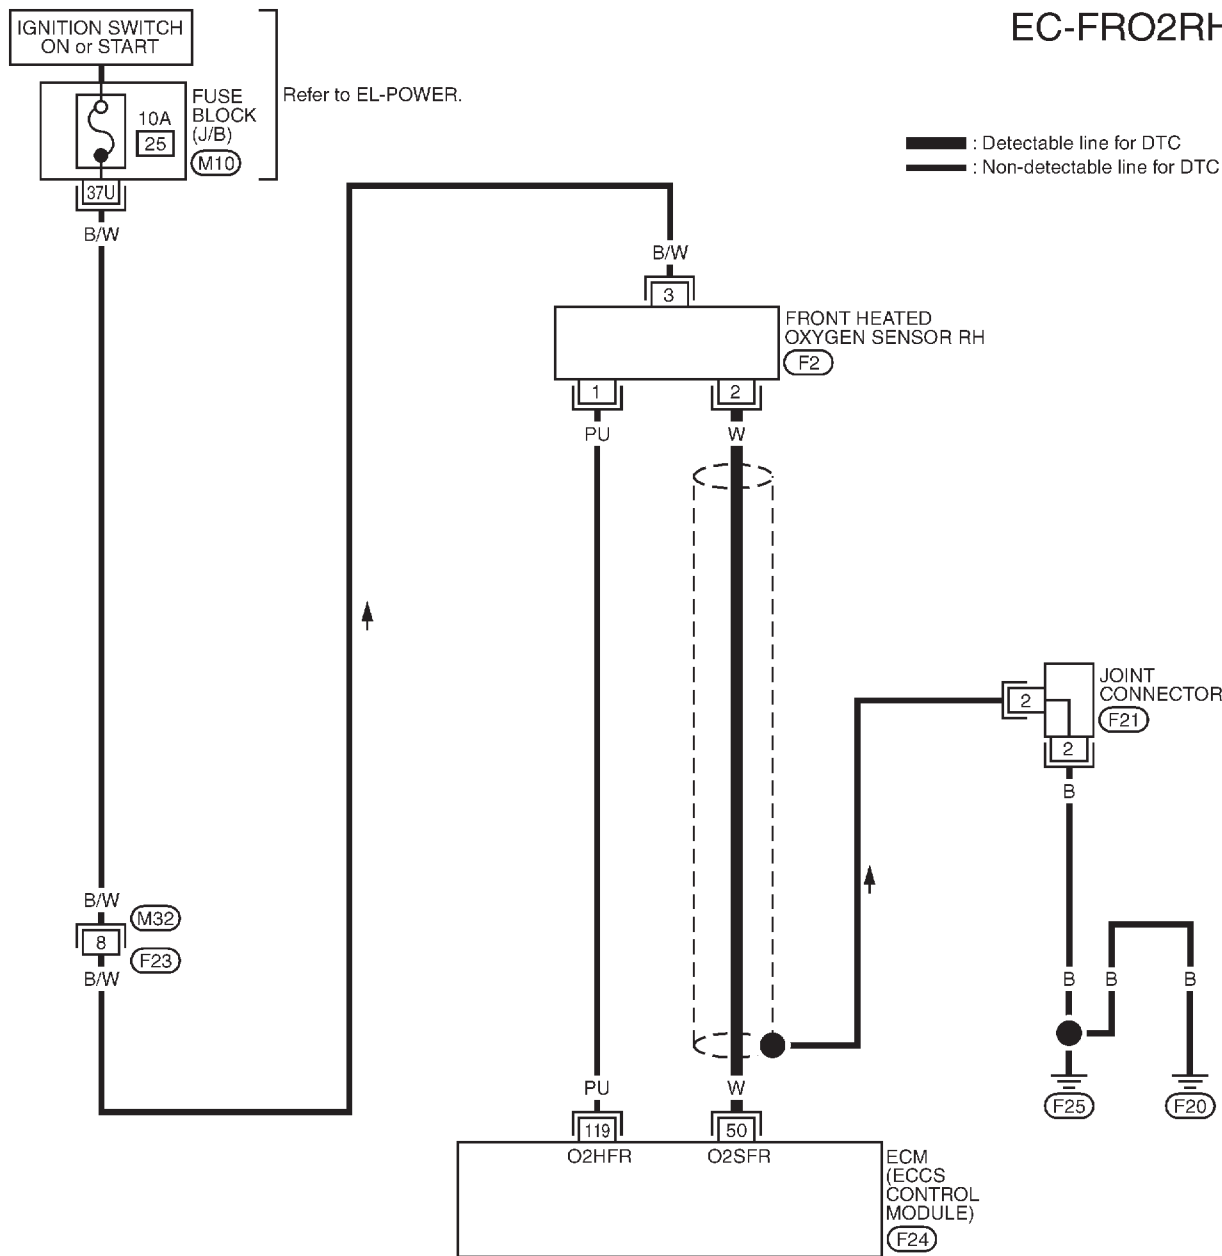 EC-FRO2RH
IGNITION SWITCH
ON or START
Refer to EL-POWER.
10A
25
FUSE
BLOCK
(J/B)
M10
37U
B/W
: Detectable line for DTC
: Non-detectable line for DTC
B/W
3
FRONT HEATED
OXYGEN SENSOR RH
F2
1
2
PU
W
2
JOINT
CONNECTOR
F21
2
B
B/W
M32
8
F23
B/W
B
B
B
F25
F20
PU
W
119
50
O2HFR
O2SFR
ECM
(ECCS
CONTROL
MODULE)
F24